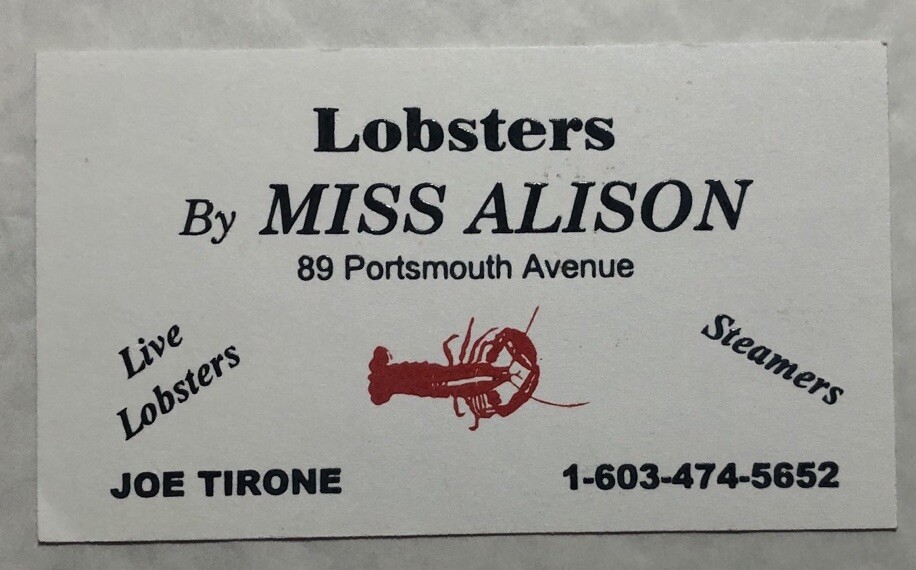 Lobsters
By MISS ALISON
89 Portsmouth Avenue
Live
Lobsters
Steamers
JOE TIRONE
1-603-474-5652